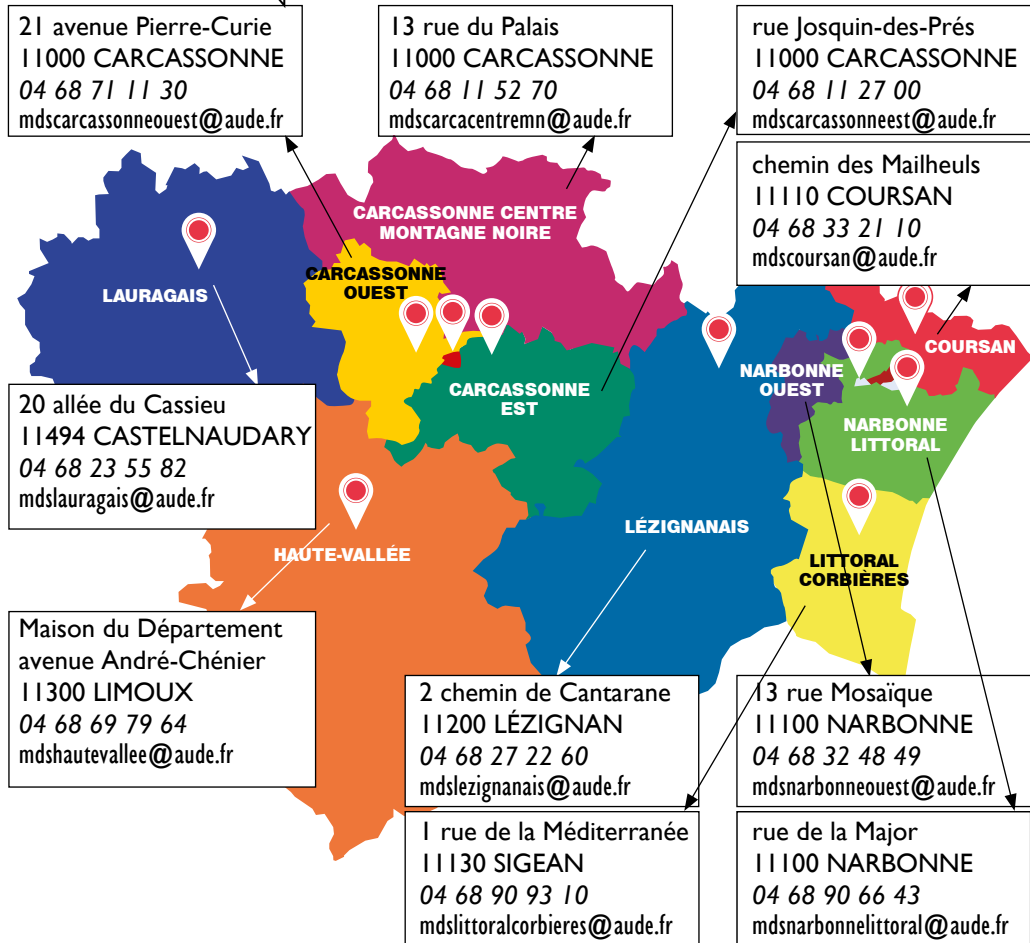 21 avenue Pierre-Curie
11000 CARCASSONNE
04 68 71 11 30
mdscarcassonneouest@aude.fr
13 rue du Palais
11000 CARCASSONNE
04 68 11 52 70
mdscarcacentremn@aude.fr
rue Josquin-des-Prés
11000 CARCASSONNE
04 68 11 27 00
mdscarcassonneest@aude.fr
chemin des Mailheuls
11110 COURSAN
04 68 33 21 10
mdscoursan@aude.fr
CARCASSONNE CENTRE
MONTAGNE NOIRE
CARCASSONNE
OUEST
LAURAGAIS
COURSAN
NARBONNE
OUEST
CARCASSONNE
EST
NARBONNE
LITTORAL
20 allée du Cassieu
11494 CASTELNAUDARY
04 68 23 55 82
mdslauragais@aude.fr
LÉZIGNANAIS
HAUTE-VALLÉE
LITTORAL
CORBIÈRES
Maison du Département
avenue André-Chénier
11300 LIMOUX
04 68 69 79 64
mdshautevallee@aude.fr
2 chemin de Cantarane
11200 LÉZIGNAN
04 68 27 22 60
mdslezignanais@aude.fr
13 rue Mosaïque
11100 NARBONNE
04 68 32 48 49
mdsnarbonneouest@aude.fr
1 rue de la Méditerranée
11130 SIGEAN
04 68 90 93 10
mdslittoralcorbieres@aude.fr
rue de la Major
11100 NARBONNE
04 68 90 66 43
mdsnarbonnelittoral@aude.fr